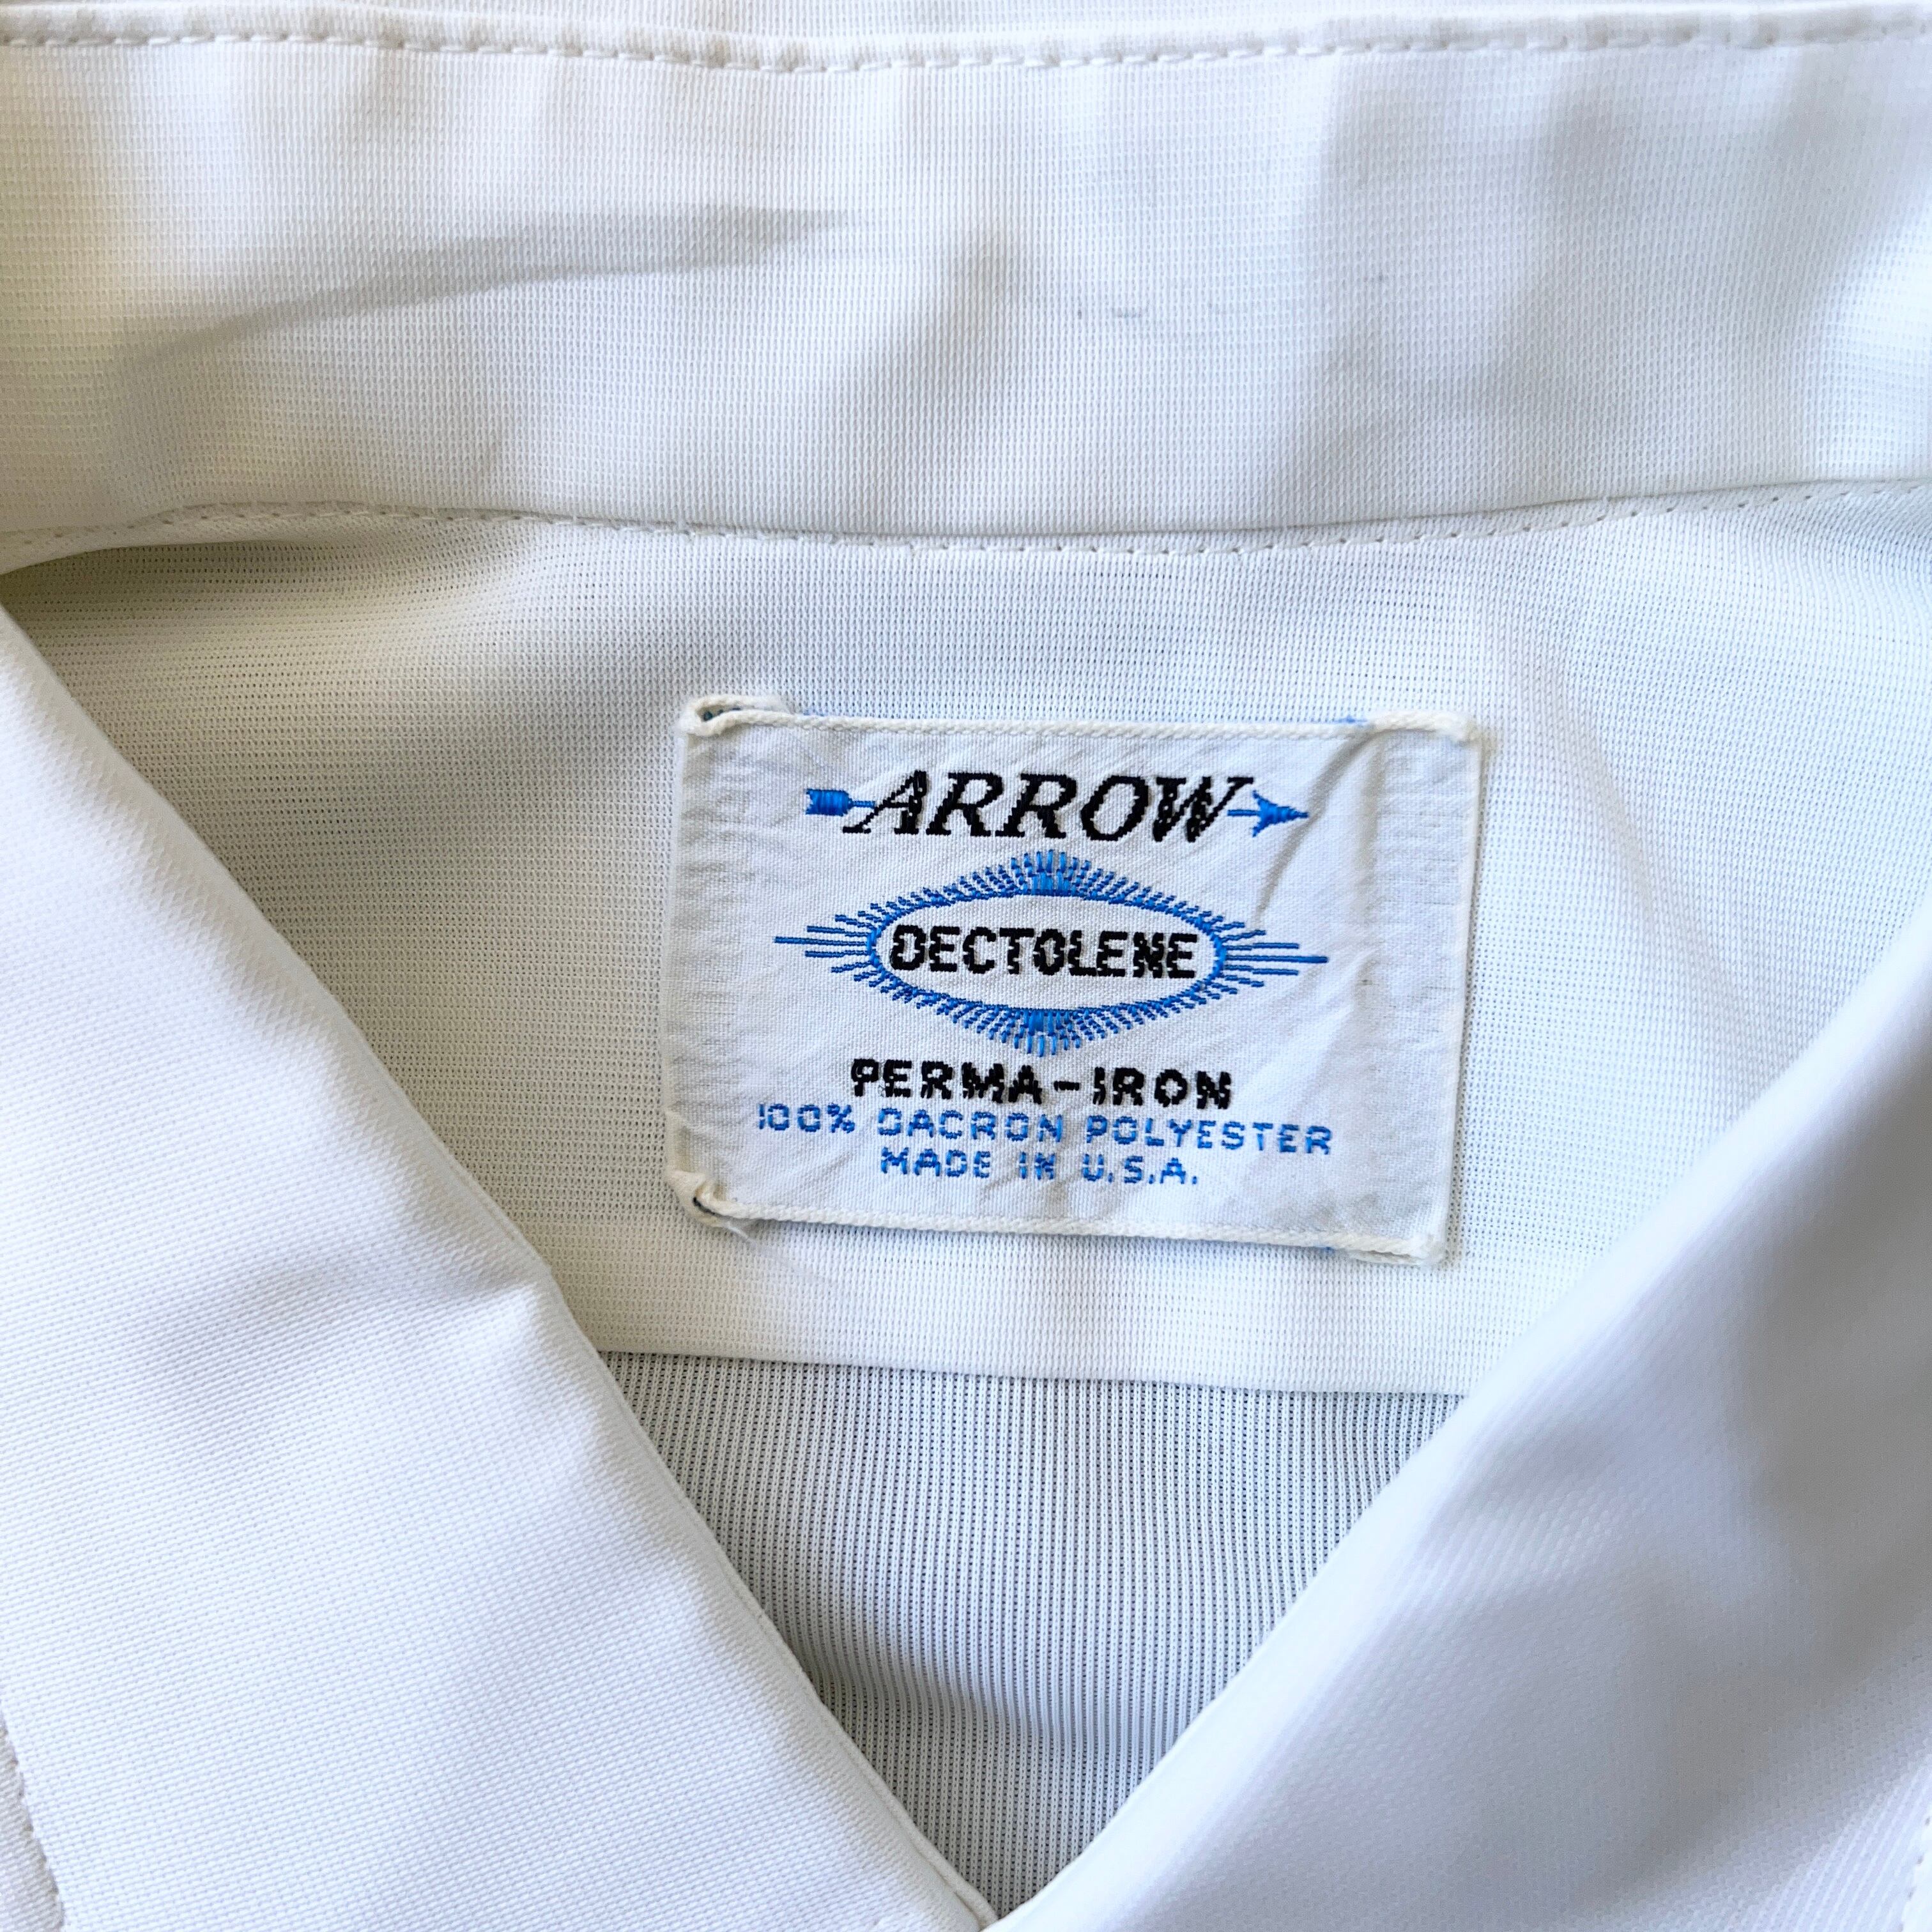 ARROW
DECTOLENE
PERMA-IRON
100% DACRON POLYESTER
MADE IN U.S.A.